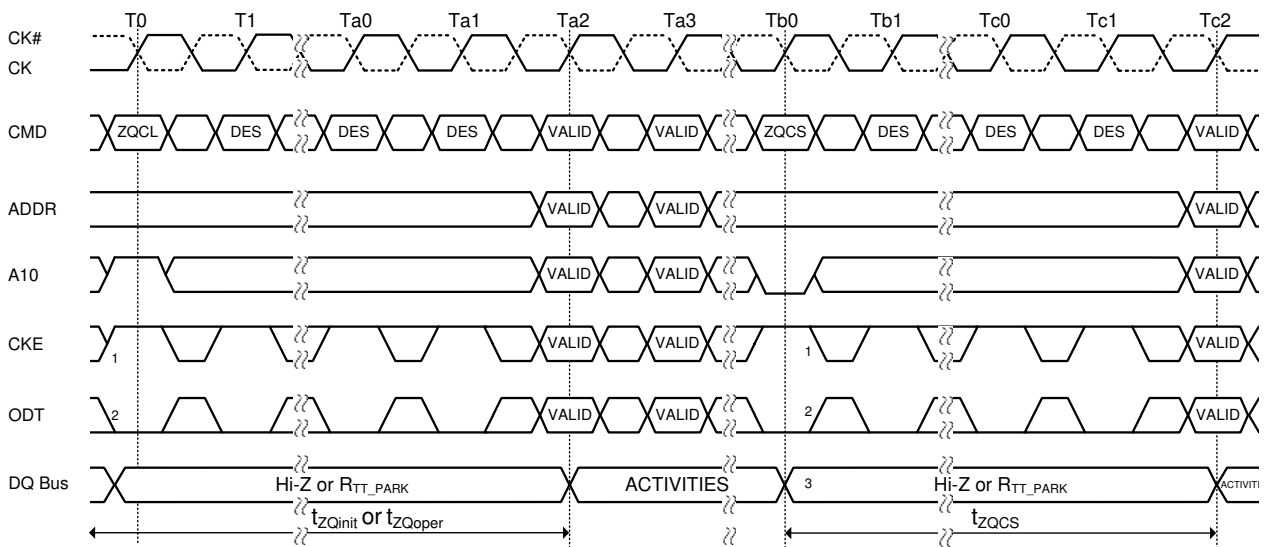 T0 T1 Ta0 Ta1 Ta2 Ta3 Tb0 Tb1 Tc0 Tc1 Tc2
CK#
CK
CMD ZQCL DES DES DES VALID VALID ZQCS DES DES DES VALID
ADDR VALID VALID VALID
A10 VALID VALID VALID
CKE 1 VALID VALID 1 VALID
ODT 2 VALID VALID 2 VALID
DQ Bus Hi-Z or RTT_PARK ACTIVITIES 3 Hi-Z or RTT_PARK ACTIVITI
tZQinit or tZQoper tZQCS